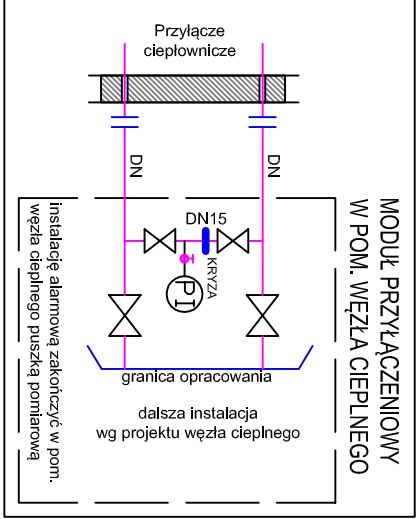 Przyłącze
ciepłownicze
DN
DN
DN15
KRYZA
PI
granica opracowania
dalsza instalacja
wg projektu węzła cieplnego
MODUŁ PRZYŁĄCZENIOWY
W POM. WĘZŁA CIEPLNEGO
instalację alarmową zakończyć w pom.
węzła cieplnego puszką pomiarową